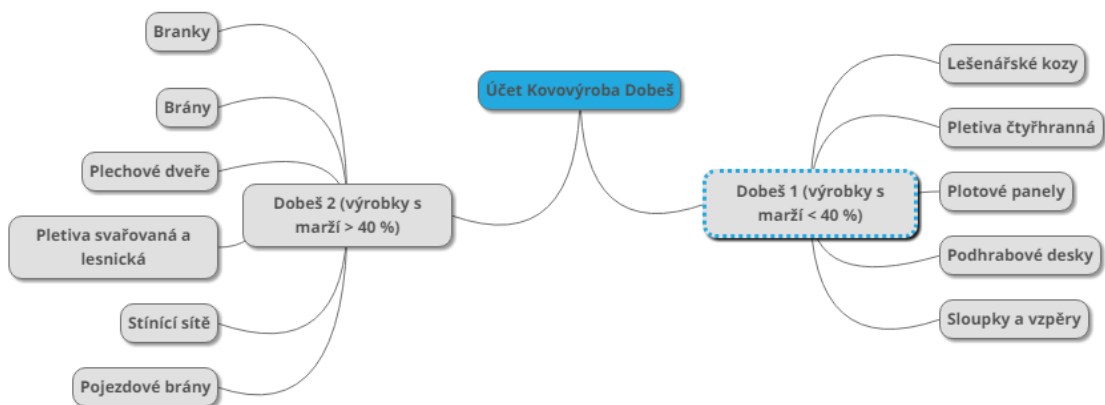 Účet Kovovýroba Dobeš
Branky
Brány
Plechové dveře
Pletiva svařovaná a
lesnická
Stínící sítě
Pojezdové brány
Dobeš 2 (výrobky s
marží > 40 %)
Dobeš 1 (výrobky s
marží < 40 %)
Lešenářské kozy
Pletiva čtyřhranná
Plotové panely
Podhrabové desky
Sloupky a vzpěry